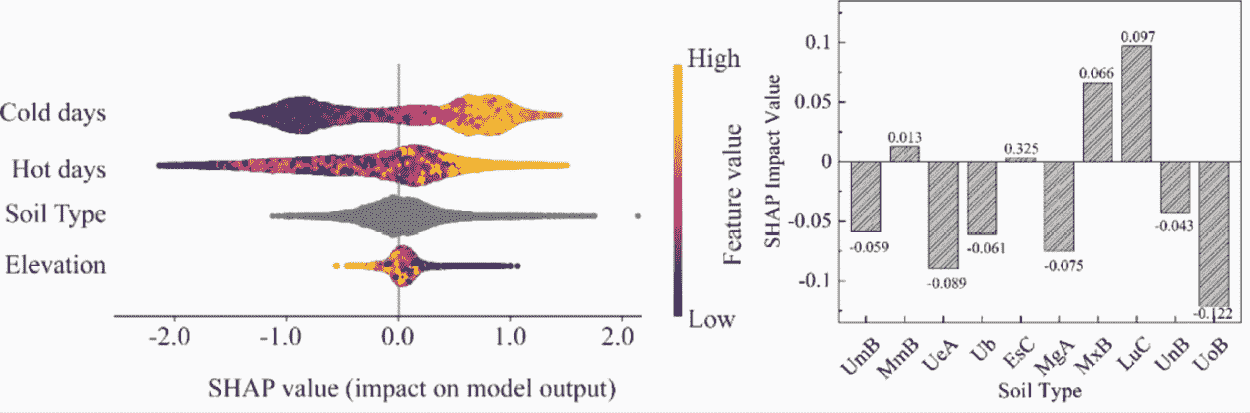 Cold days
Hot days
Soil Type
Elevation
-2.0 -1.0 0.0 1.0 2.0
SHAP value (impact on model output)
High
Feature value
Low
SHAP Impact Value
0.1
0.05
0
-0.05
-0.1
-0.059
0.013
-0.089
-0.061
0.325
-0.075
0.066
0.097
-0.043
-0.122
UmB MmB UeA Ub EsC MgA MxB LuC UnB UoB
Soil Type